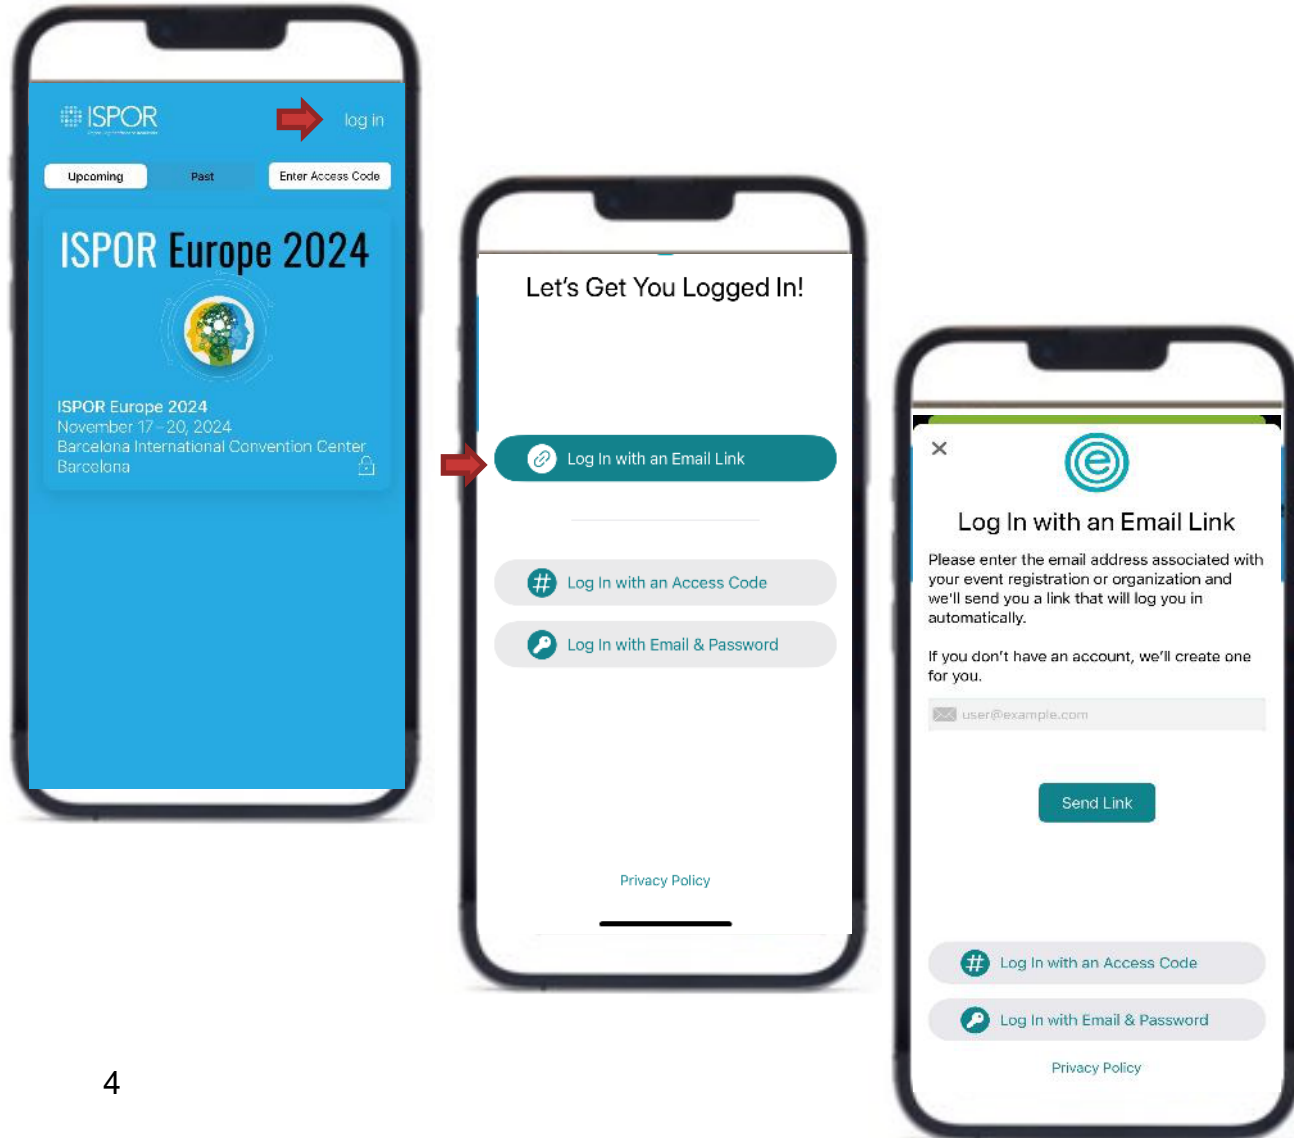 ISPOR
log in
Upcoming
Past
Enter Access Code
ISPOR Europe 2024
ISPOR Europe 2024
November 17–20, 2024
Barcelona International Convention Center
Barcelona
Let's Get You Logged In!
Log In with an Email Link
# Log In with an Access Code
Log In with Email & Password
Privacy Policy
e
Log In with an Email Link
Please enter the email address associated with
your event registration or organization and
we'll send you a link that will log you in
automatically.
If you don't have an account, we'll create one
for you.
user@example.com
Send Link
# Log In with an Access Code
Log In with Email & Password
Privacy Policy
4